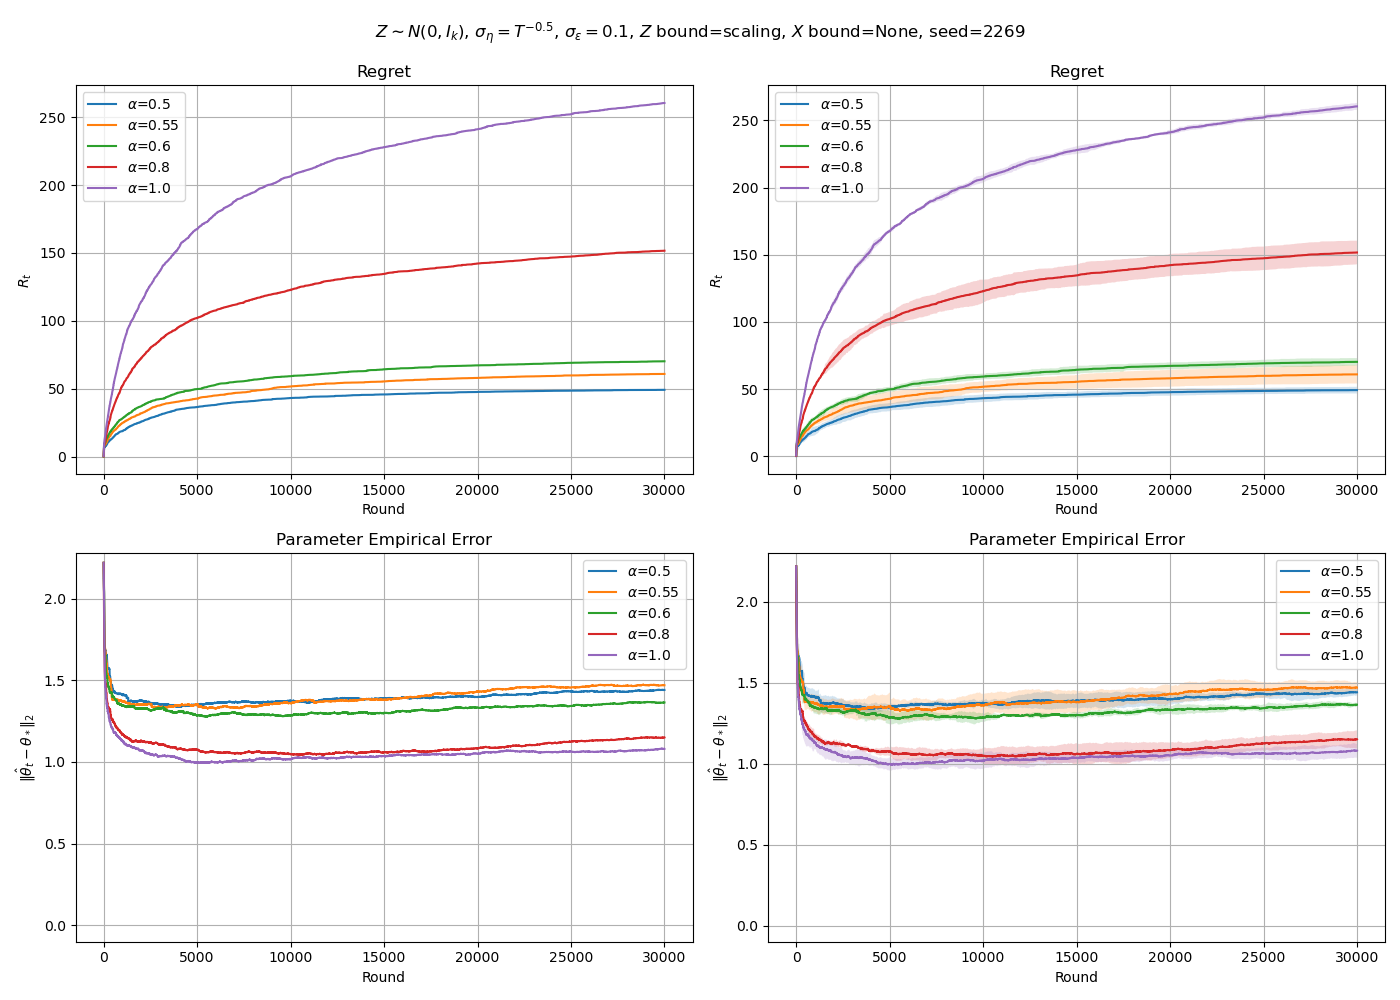 Z ∼ N(0, I_k), σ_η = T^{−0.5}, σ_ε = 0.1, Z bound=scaling, X bound=None, seed=2269
Regret
R_t
250
200
150
100
50
0
α=0.5
α=0.55
α=0.6
α=0.8
α=1.0
0 5000 10000 15000 20000 25000 30000
Round
Regret
R_t
250
200
150
100
50
0
α=0.5
α=0.55
α=0.6
α=0.8
α=1.0
0 5000 10000 15000 20000 25000 30000
Round
Parameter Empirical Error
‖θ̂_t − θ_*‖_2
2.0
1.5
1.0
0.5
0.0
α=0.5
α=0.55
α=0.6
α=0.8
α=1.0
0 5000 10000 15000 20000 25000 30000
Round
Parameter Empirical Error
‖θ̂_t − θ_*‖_2
2.0
1.5
1.0
0.5
0.0
α=0.5
α=0.55
α=0.6
α=0.8
α=1.0
0 5000 10000 15000 20000 25000 30000
Round